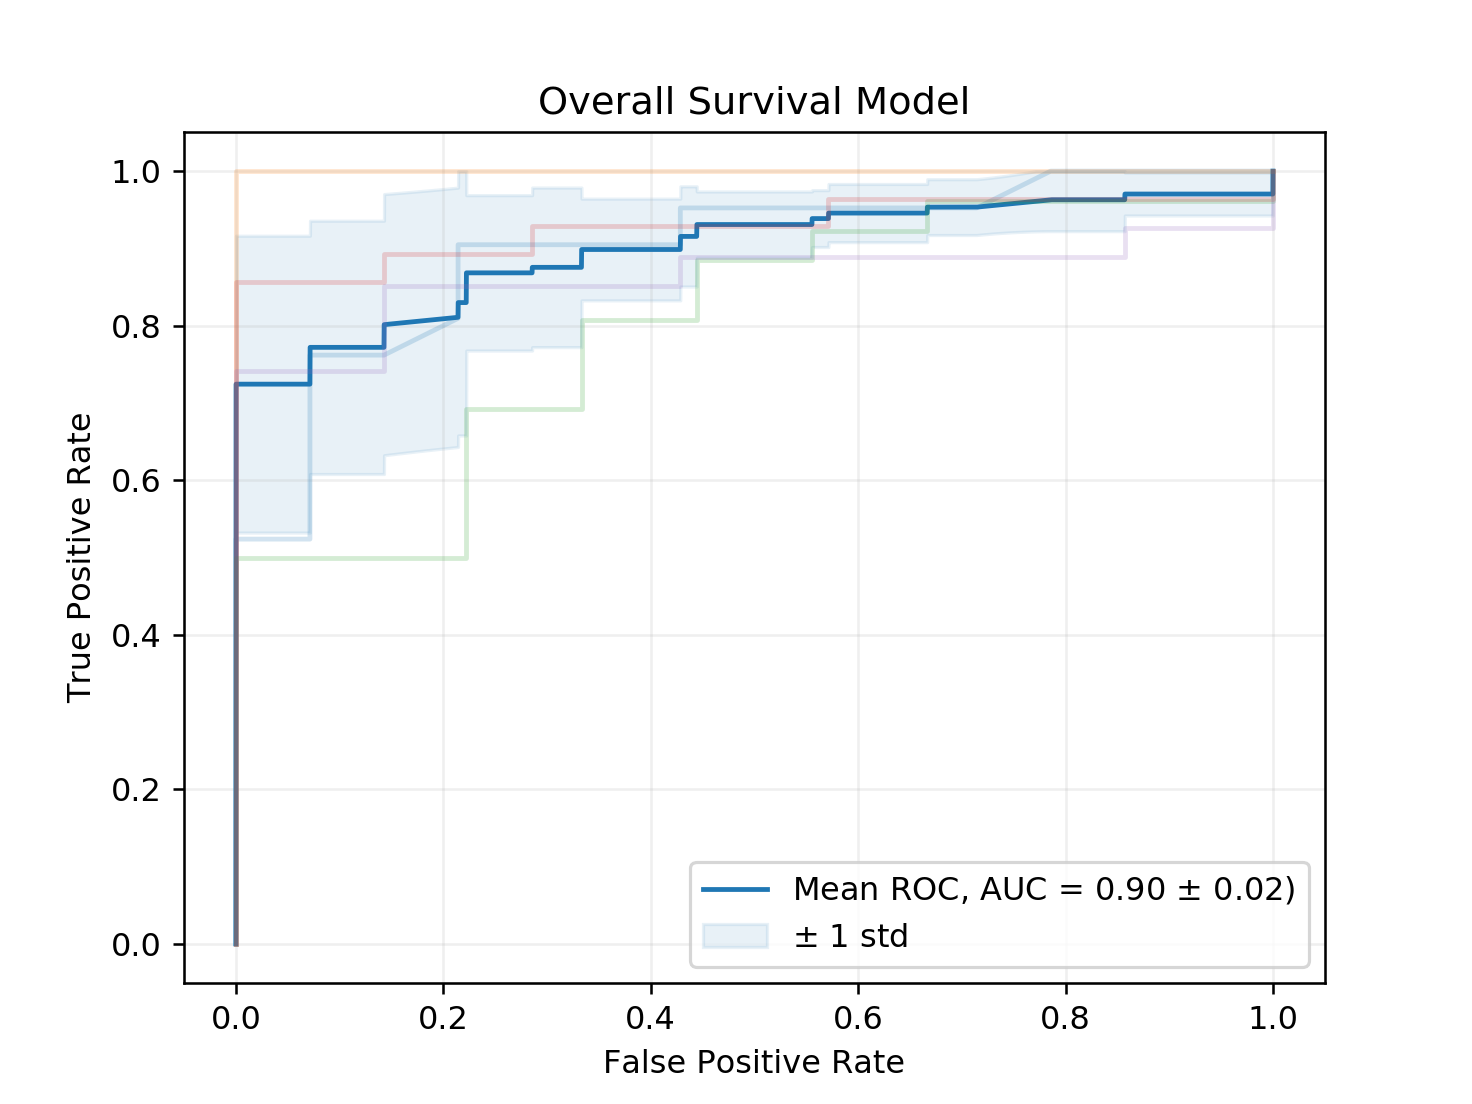 Overall Survival Model
True Positive Rate
1.0
0.8
0.6
0.4
0.2
0.0
Mean ROC, AUC = 0.90 ± 0.02)
± 1 std
0.0 0.2 0.4 0.6 0.8 1.0
False Positive Rate